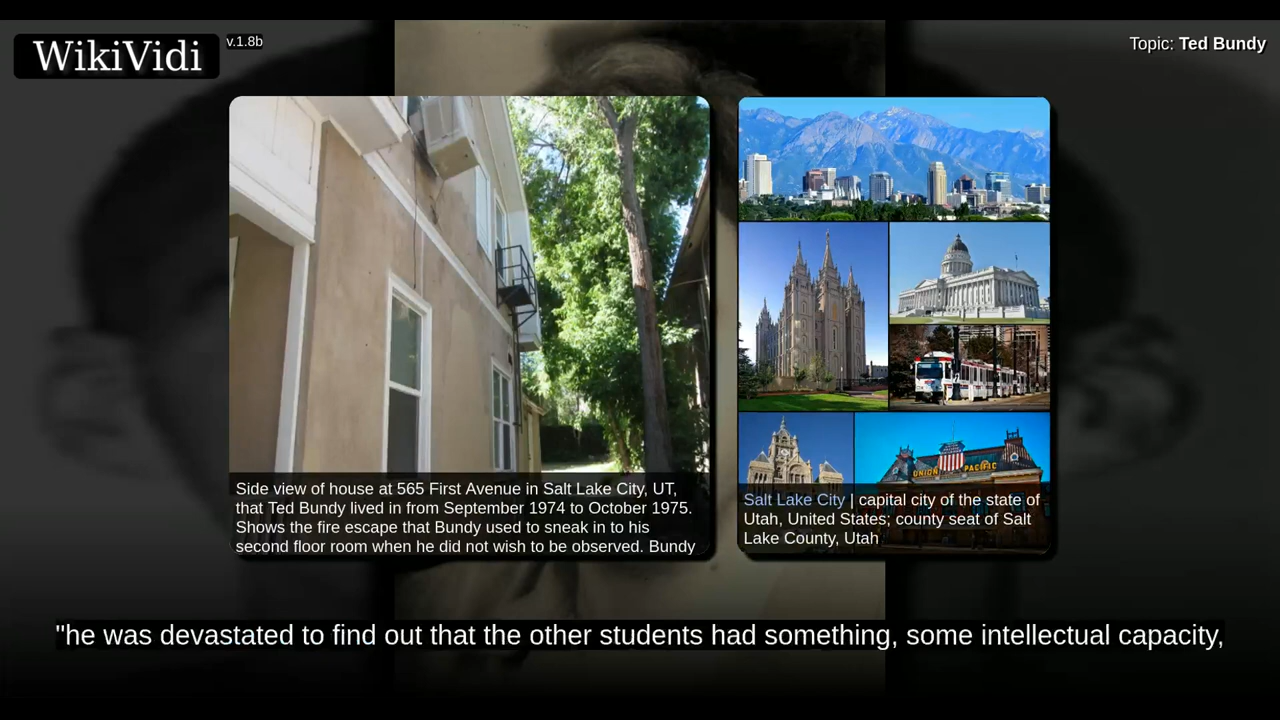 WikiVidi
v.1.8b
Topic: Ted Bundy
Side view of house at 565 First Avenue in Salt Lake City, UT,
that Ted Bundy lived in from September 1974 to October 1975.
Shows the fire escape that Bundy used to sneak in to his
second floor room when he did not wish to be observed. Bundy
UNION PACIFIC
Salt Lake City | capital city of the state of
Utah, United States; county seat of Salt
Lake County, Utah
"he was devastated to find out that the other students had something, some intellectual capacity,